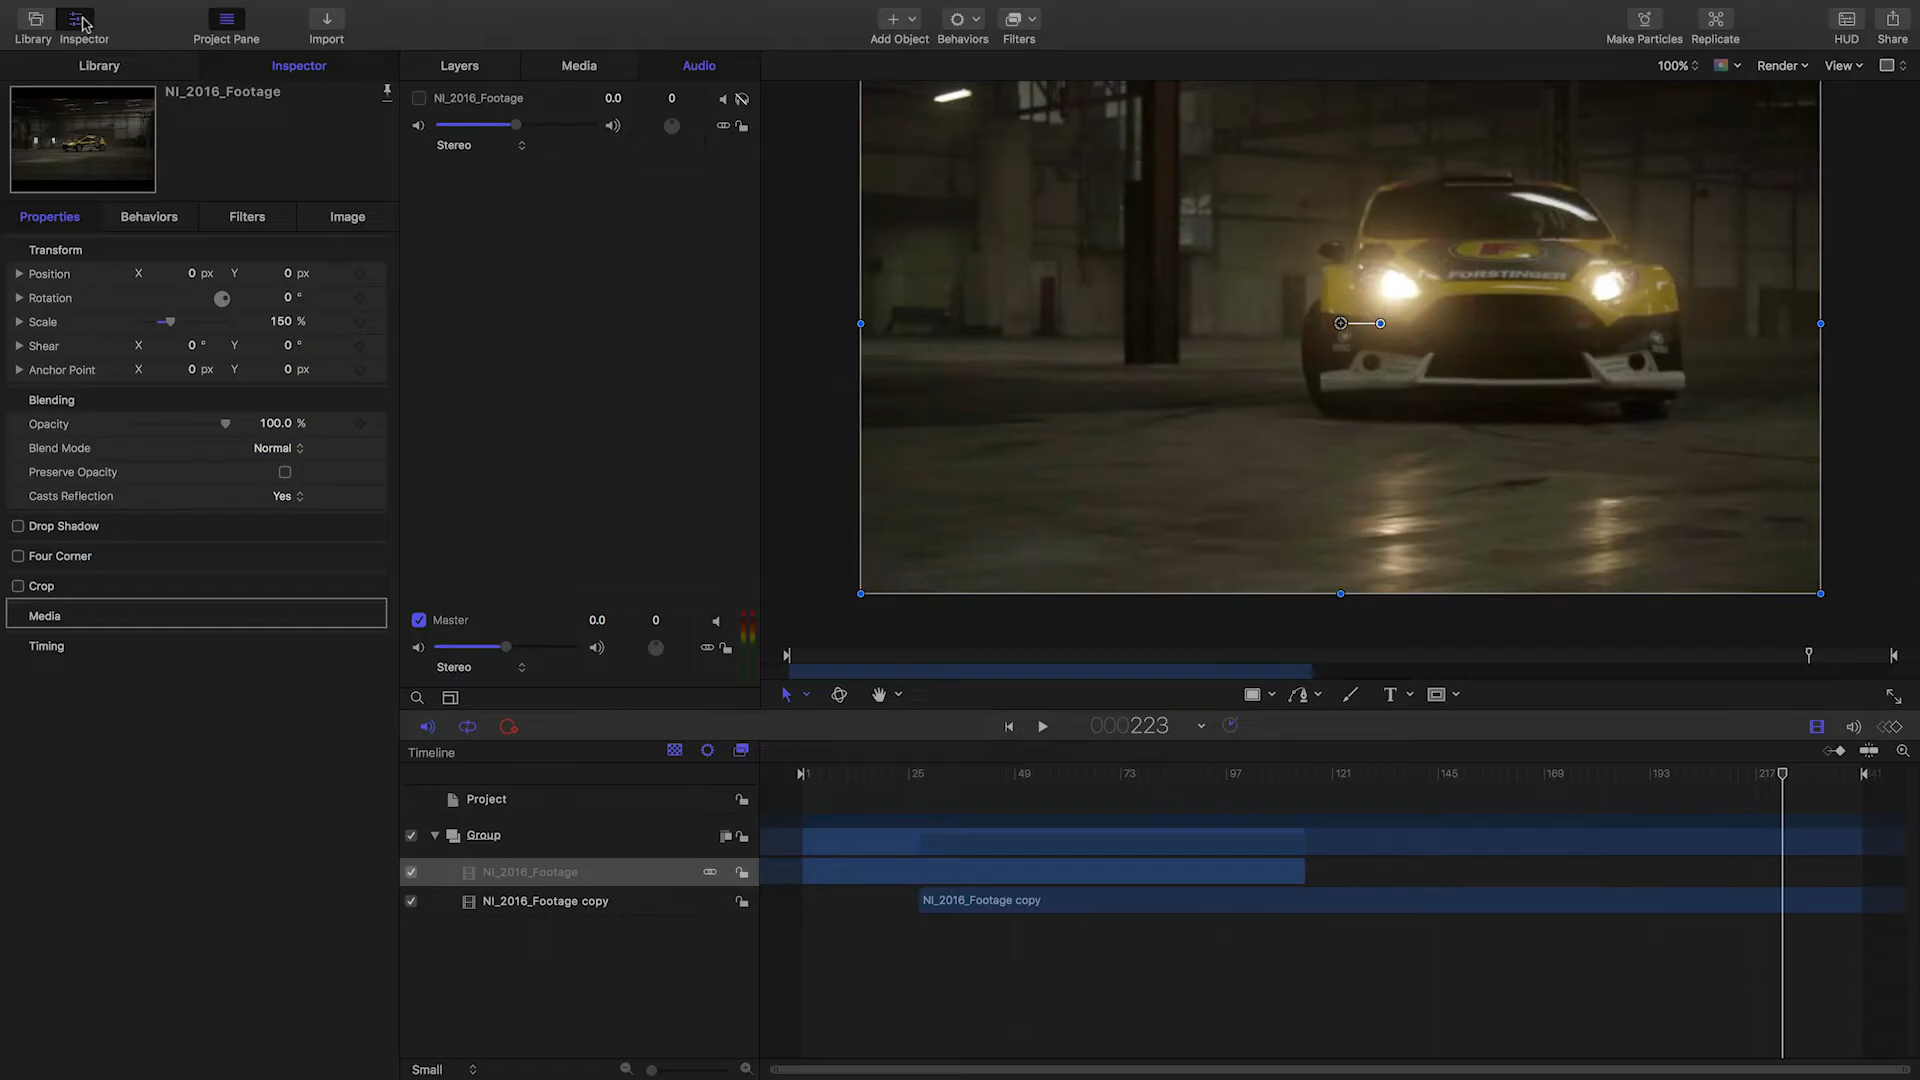 Library Inspector Project Pane Import Add Object Behaviors Filters Make Particles Replicate HUD Share
Library Inspector Layers Media Audio 100% Render View
NI_2016_Footage
NI_2016_Footage 0.0 0
Stereo
Properties Behaviors Filters Image
Transform
Position X 0 px Y 0 px
Rotation 0 °
Scale 150 %
Shear X 0 ° Y 0 °
Anchor Point X 0 px Y 0 px
Blending
Opacity 100.0 %
Blend Mode Normal
Preserve Opacity
Casts Reflection Yes
Drop Shadow
Four Corner
Crop
Media
Timing
FORSTINGER
Master 0.0 0
Stereo
T
000223
Timeline
1 25 49 73 97 121 145 169 193 217 241
Project
Group
NI_2016_Footage
NI_2016_Footage copy NI_2016_Footage copy
Small